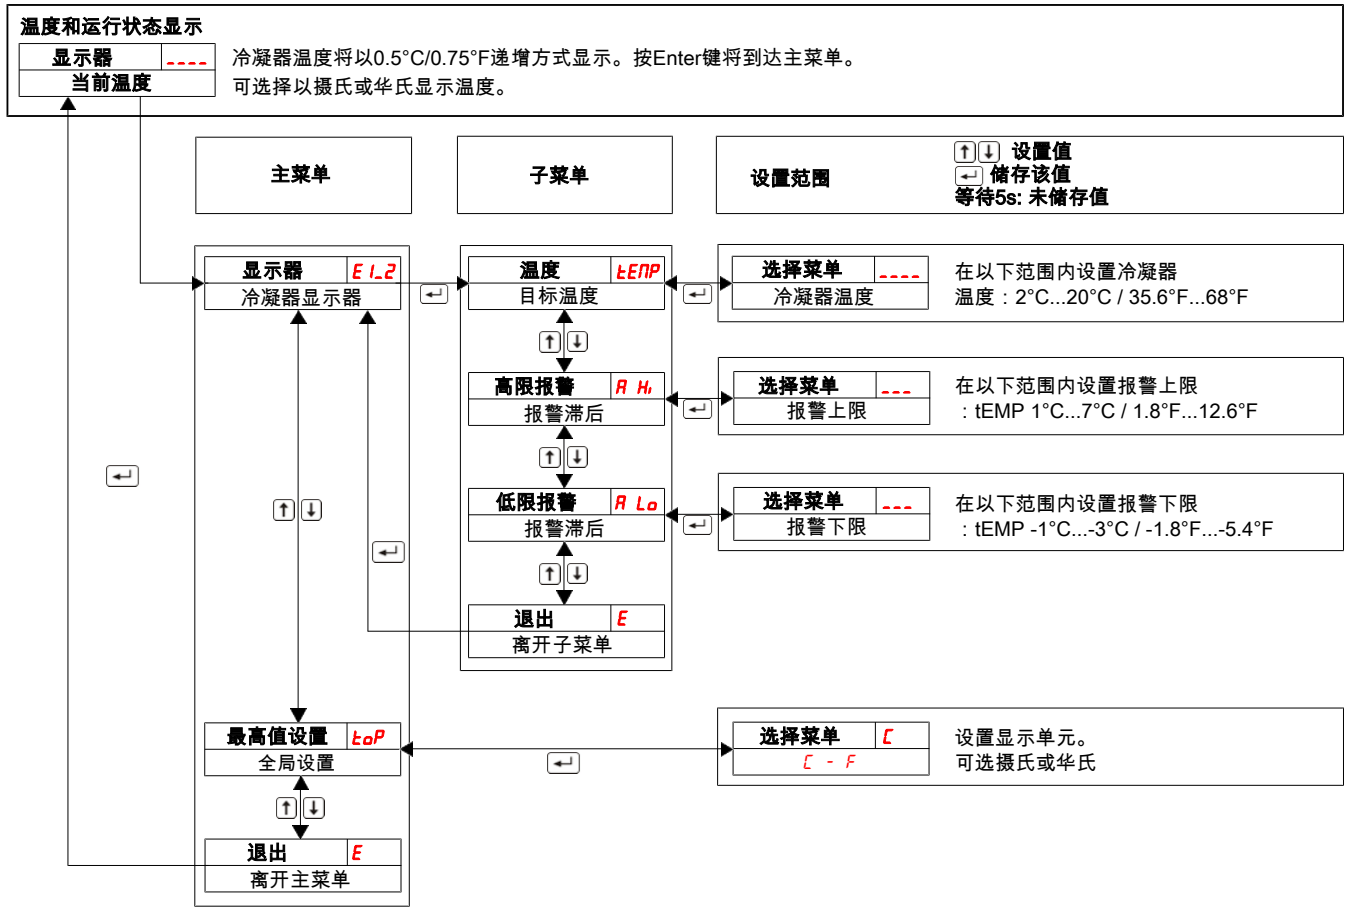 温度和运行状态显示
显示器 ----
当前温度
冷凝器温度将以0.5°C/0.75°F递增方式显示。按Enter键将到达主菜单。
可选择以摄氏或华氏显示温度。
主菜单
子菜单
设置范围
↑ ↓ 设置值
↵ 储存该值
等待5s: 未储存值
显示器 E1_2
冷凝器显示器
↵
温度 tEMP
目标温度
↵
选择菜单 ----
冷凝器温度
在以下范围内设置冷凝器
温度：2°C...20°C / 35.6°F...68°F
↑ ↓
高限报警 A Hi
报警滞后
↵
选择菜单 ---
报警上限
在以下范围内设置报警上限
：tEMP 1°C...7°C / 1.8°F...12.6°F
↑ ↓
低限报警 A Lo
报警滞后
↵
选择菜单 ---
报警下限
在以下范围内设置报警下限
：tEMP -1°C...-3°C / -1.8°F...-5.4°F
↵
↑ ↓
↵
↑ ↓
退出 E
离开子菜单
最高值设置 toP
全局设置
↵
选择菜单 C
C - F
设置显示单元。
可选摄氏或华氏
↑ ↓
退出 E
离开主菜单